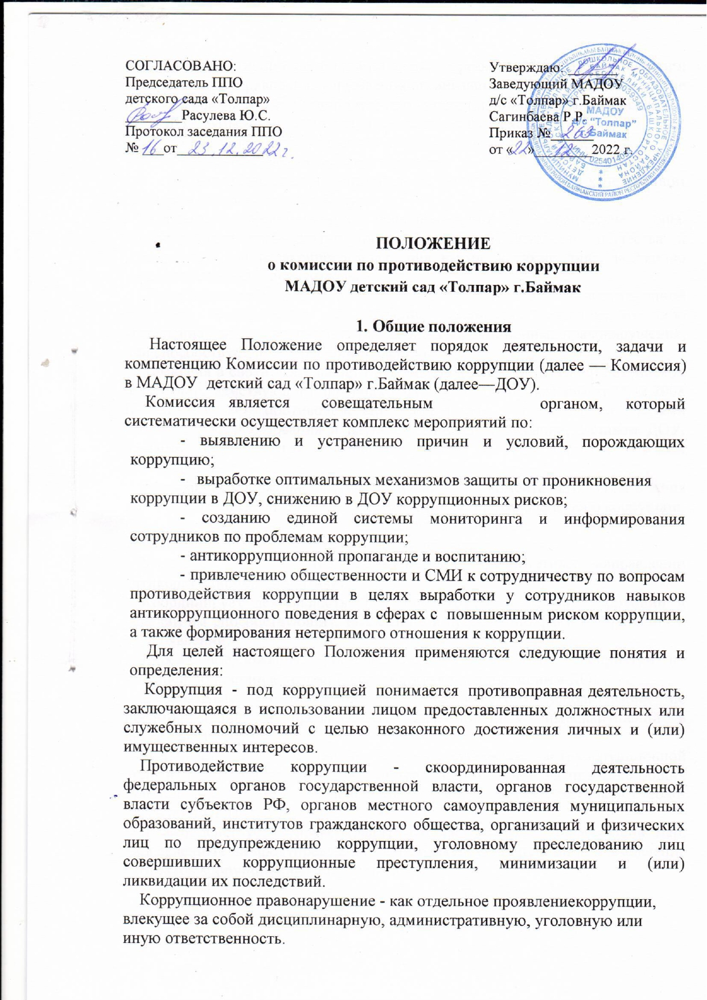 СОГЛАСОВАНО:
Председатель ППО
детского сада «Толпар»
________Расулева Ю.С.
Протокол заседания ППО
№ 16 от 23.12.2022 г.
Утверждаю:
Заведующий МАДОУ
д/с «Толпар» г.Баймак
Сагинбаева Р.Р.
Приказ № 263
от «22» 12 2022 г.
МАДОУ
д/с "Толпар"
г. Баймак
ПОЛОЖЕНИЕ
о комиссии по противодействию коррупции
МАДОУ детский сад «Толпар» г.Баймак
1. Общие положения
Настоящее Положение определяет порядок деятельности, задачи и
компетенцию Комиссии по противодействию коррупции (далее — Комиссия)
в МАДОУ детский сад «Толпар» г.Баймак (далее—ДОУ).
Комиссия является совещательным органом, который
систематически осуществляет комплекс мероприятий по:
- выявлению и устранению причин и условий, порождающих
коррупцию;
- выработке оптимальных механизмов защиты от проникновения
коррупции в ДОУ, снижению в ДОУ коррупционных рисков;
- созданию единой системы мониторинга и информирования
сотрудников по проблемам коррупции;
- антикоррупционной пропаганде и воспитанию;
- привлечению общественности и СМИ к сотрудничеству по вопросам
противодействия коррупции в целях выработки у сотрудников навыков
антикоррупционного поведения в сферах с повышенным риском коррупции,
а также формирования нетерпимого отношения к коррупции.
Для целей настоящего Положения применяются следующие понятия и
определения:
Коррупция - под коррупцией понимается противоправная деятельность,
заключающаяся в использовании лицом предоставленных должностных или
служебных полномочий с целью незаконного достижения личных и (или)
имущественных интересов.
Противодействие коррупции - скоординированная деятельность
федеральных органов государственной власти, органов государственной
власти субъектов РФ, органов местного самоуправления муниципальных
образований, институтов гражданского общества, организаций и физических
лиц по предупреждению коррупции, уголовному преследованию лиц
совершивших коррупционные преступления, минимизации и (или)
ликвидации их последствий.
Коррупционное правонарушение - как отдельное проявлениекоррупции,
влекущее за собой дисциплинарную, административную, уголовную или
иную ответственность.